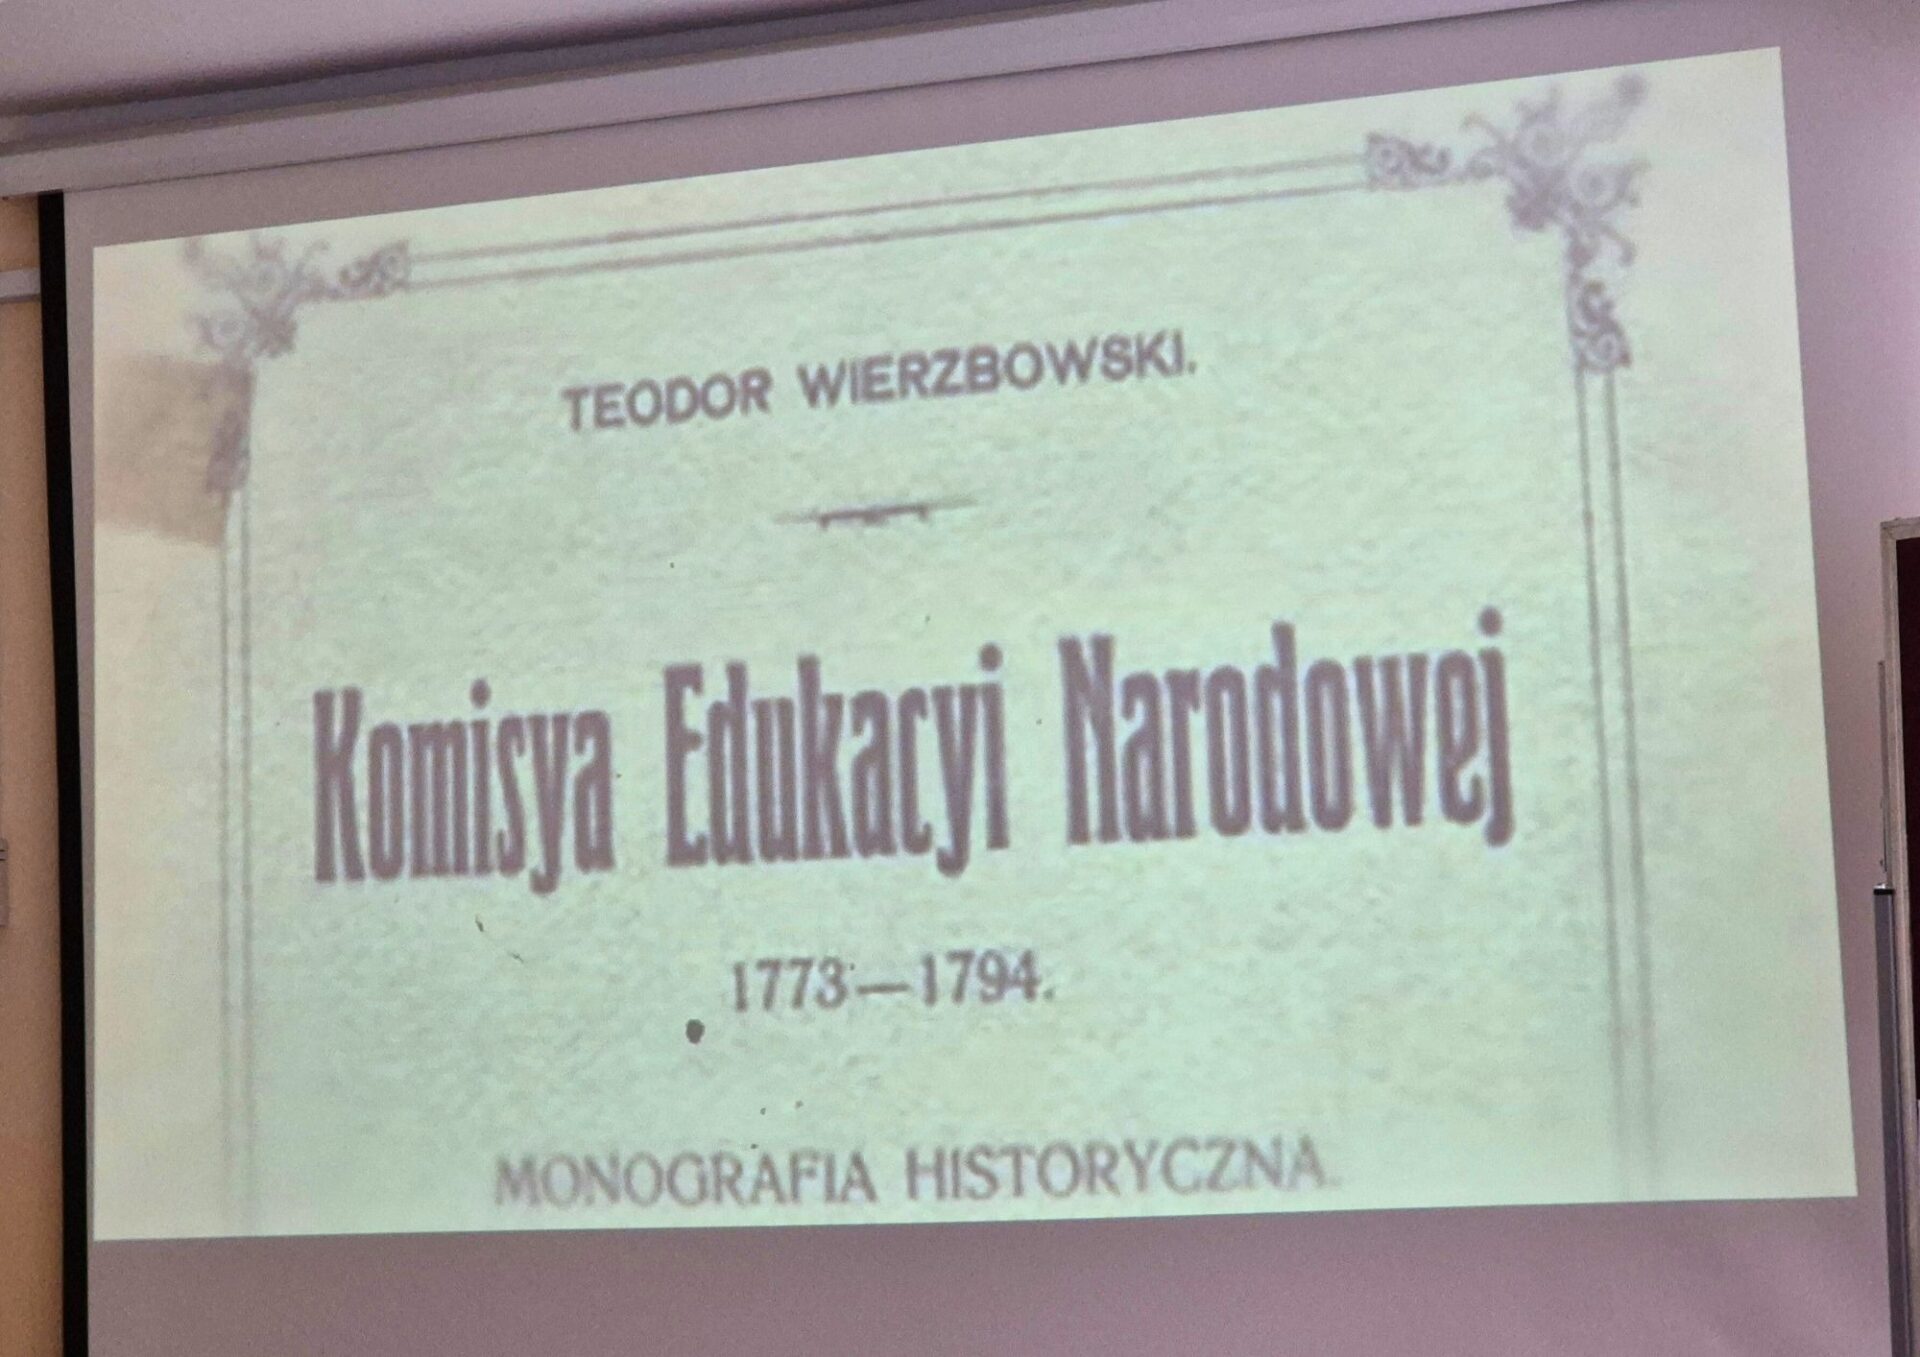 TEODOR WIERZBOWSKI.
Komisya Edukacyi Narodowej
1773—1794.
MONOGRAFIA HISTORYCZNA.